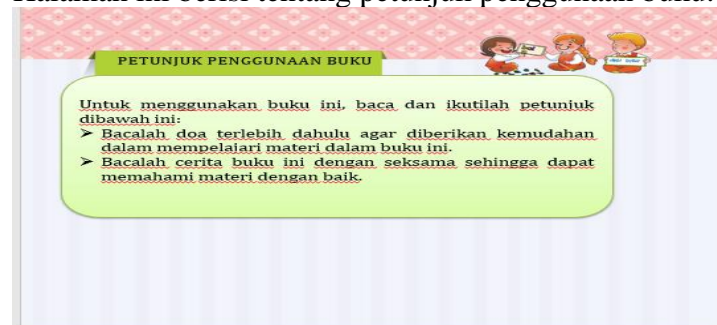 Halaman ini berisi tentang petunjuk penggunaan buku.
PETUNJUK PENGGUNAAN BUKU
Untuk menggunakan buku ini, baca dan ikutilah petunjuk
dibawah ini:
➤ Bacalah doa terlebih dahulu agar diberikan kemudahan
dalam mempelajari materi dalam buku ini.
➤ Bacalah cerita buku ini dengan seksama sehingga dapat
memahami materi dengan baik.